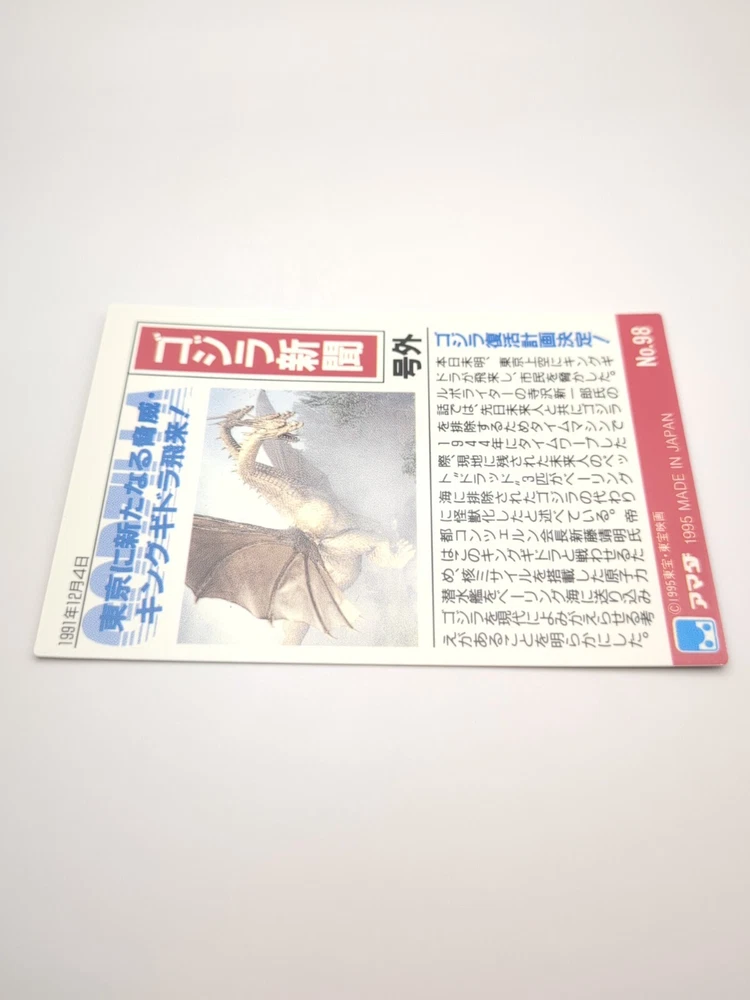 1991年12月4日
東京に新たなる脅威・
キングギドラ飛来!
ゴジラ新聞
号外
ゴジラ復活計画決定!
本日未明、東京上空にキングギ
ドラが飛来し、市民を脅かした。
ルポライターの寺沢新一郎氏の
話では、先日未来人と共にゴジラ
を排除するためタイムマシンで
1944年にタイムワープした
際、現地に残された未来人のペッ
ト“ドラット”3匹がベーリング
海に排除されたゴジラの代わり
に怪獣化したと述べている。帝
都コンツェルン会長新藤靖明氏
はこのキングギドラと戦わせるた
め、核ミサイルを搭載した原子力
潜水艦をベーリング海に送り込み
ゴジラを現代によみがえらせる考
えがあることを明らかにした。
©1995東宝・東宝映画
アマダ 1995 MADE IN JAPAN
No.98